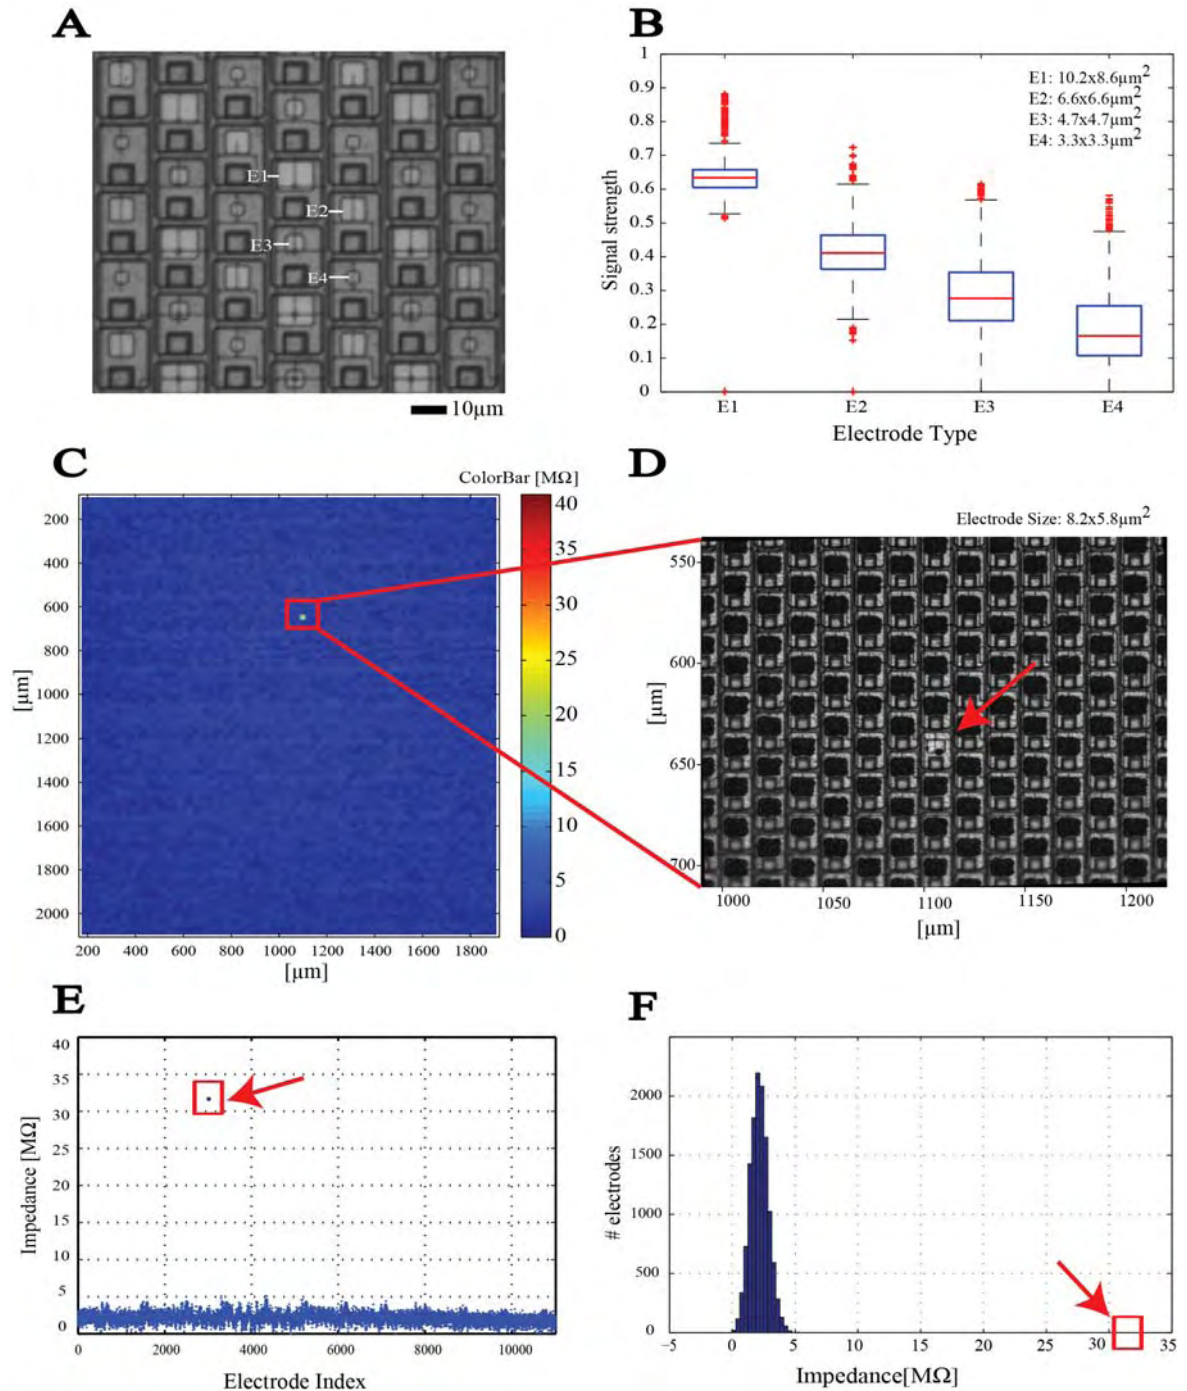 A
E1
E2
E3
E4
10µm
B
1
0.9
0.8
0.7
0.6
0.5
0.4
0.3
0.2
0.1
0
Signal strength
E1: 10.2x8.6µm²
E2: 6.6x6.6µm²
E3: 4.7x4.7µm²
E4: 3.3x3.3µm²
E1 E2 E3 E4
Electrode Type
C
ColorBar [MΩ]
200
400
600
800
1000
1200
1400
1600
1800
2000
[µm]
200 400 600 800 1000 1200 1400 1600 1800
[µm]
40
35
30
25
20
15
10
5
0
D
Electrode Size: 8.2x5.8µm²
550
600
650
700
[µm]
1000 1050 1100 1150 1200
[µm]
E
40
35
30
25
20
15
10
5
0
Impedance [MΩ]
0 2000 4000 6000 8000 10000
Electrode Index
F
2000
1500
1000
500
0
# electrodes
−5 0 5 10 15 20 25 30 35
Impedance[MΩ]